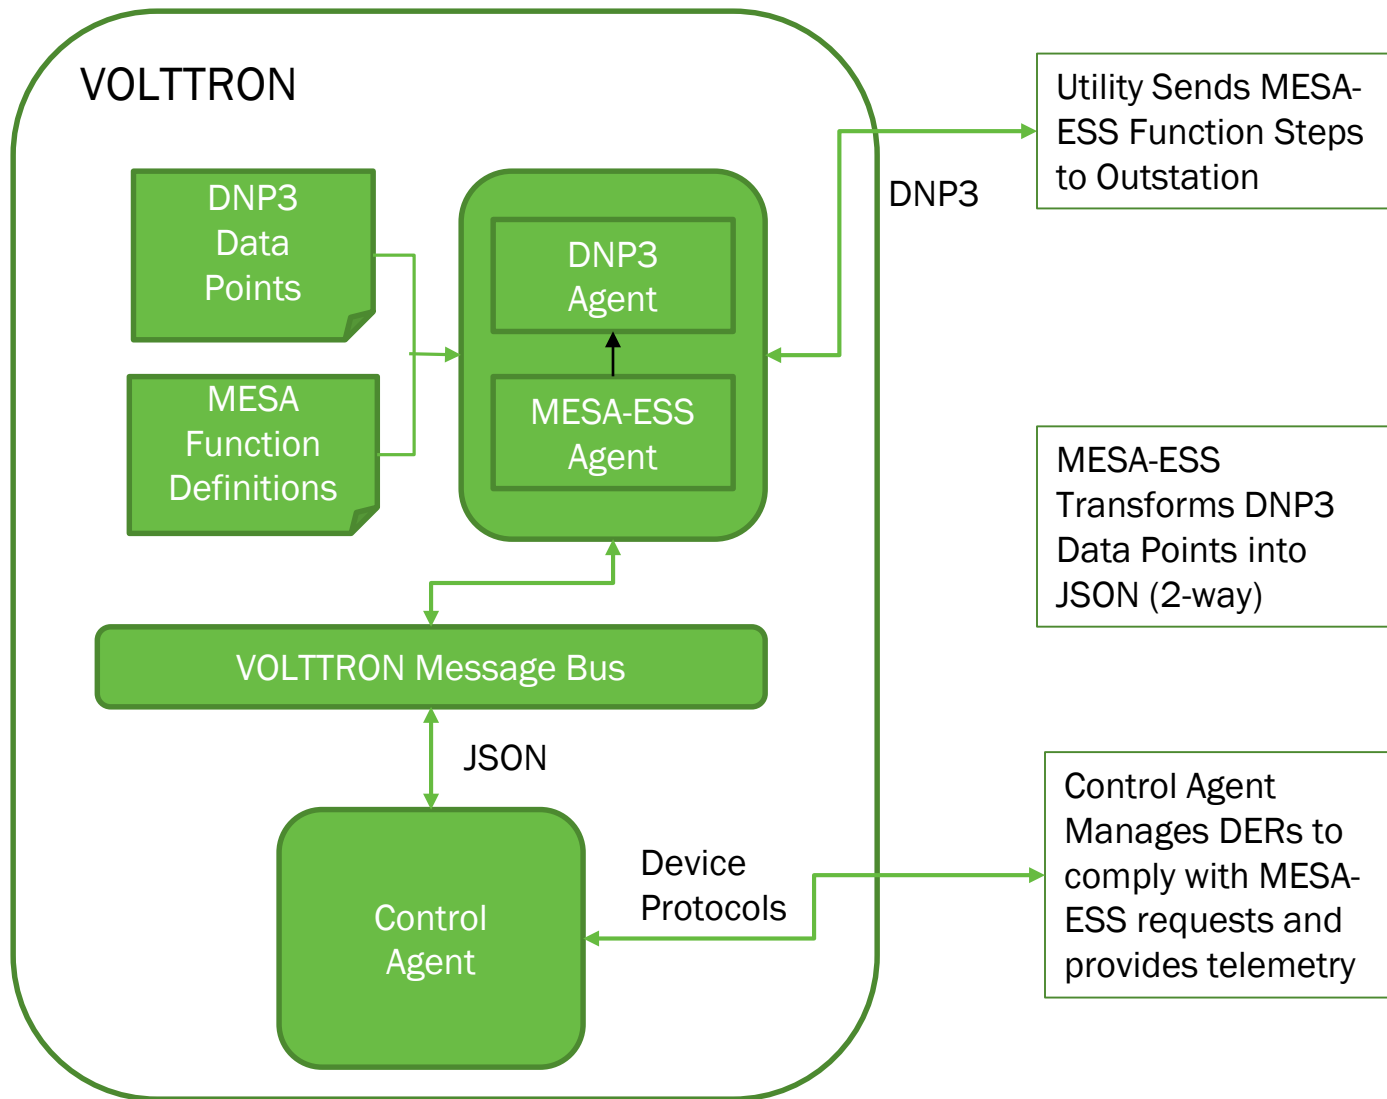 VOLTTRON
DNP3
Data
Points
MESA
Function
Definitions
DNP3
Agent
MESA-ESS
Agent
DNP3
Utility Sends MESA-
ESS Function Steps
to Outstation
MESA-ESS
Transforms DNP3
Data Points into
JSON (2-way)
VOLTTRON Message Bus
JSON
Control
Agent
Device
Protocols
Control Agent
Manages DERs to
comply with MESA-
ESS requests and
provides telemetry